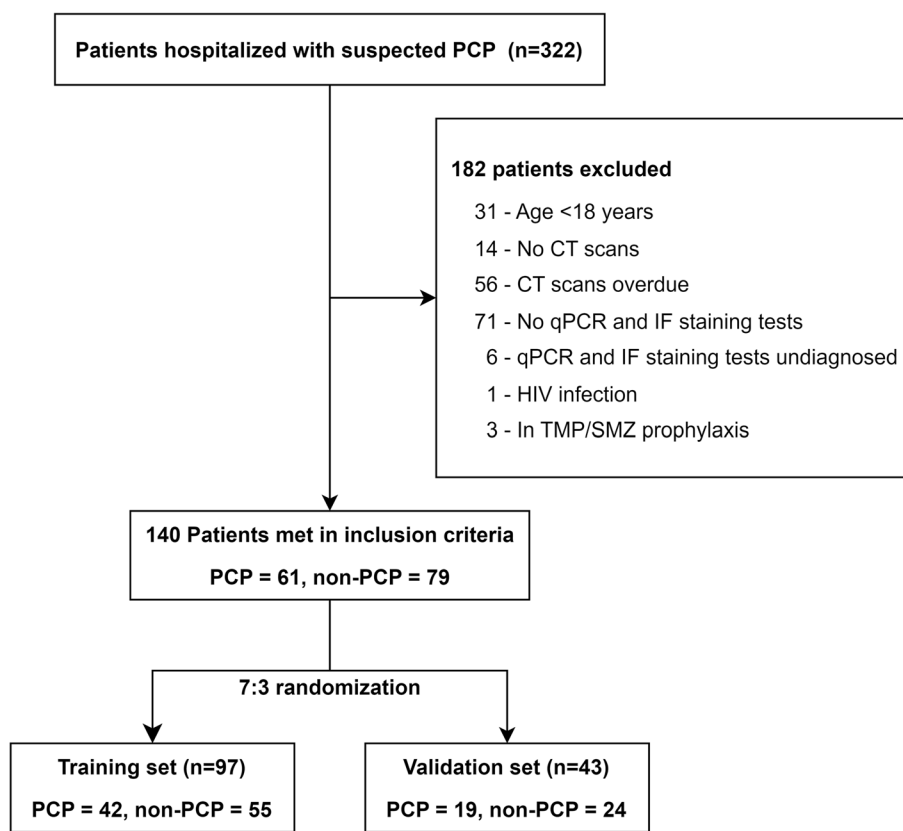 Patients hospitalized with suspected PCP (n=322)
182 patients excluded
31 - Age <18 years
14 - No CT scans
56 - CT scans overdue
71 - No qPCR and IF staining tests
6 - qPCR and IF staining tests undiagnosed
1 - HIV infection
3 - In TMP/SMZ prophylaxis
140 Patients met in inclusion criteria
PCP = 61, non-PCP = 79
7:3 randomization
Training set (n=97)
PCP = 42, non-PCP = 55
Validation set (n=43)
PCP = 19, non-PCP = 24